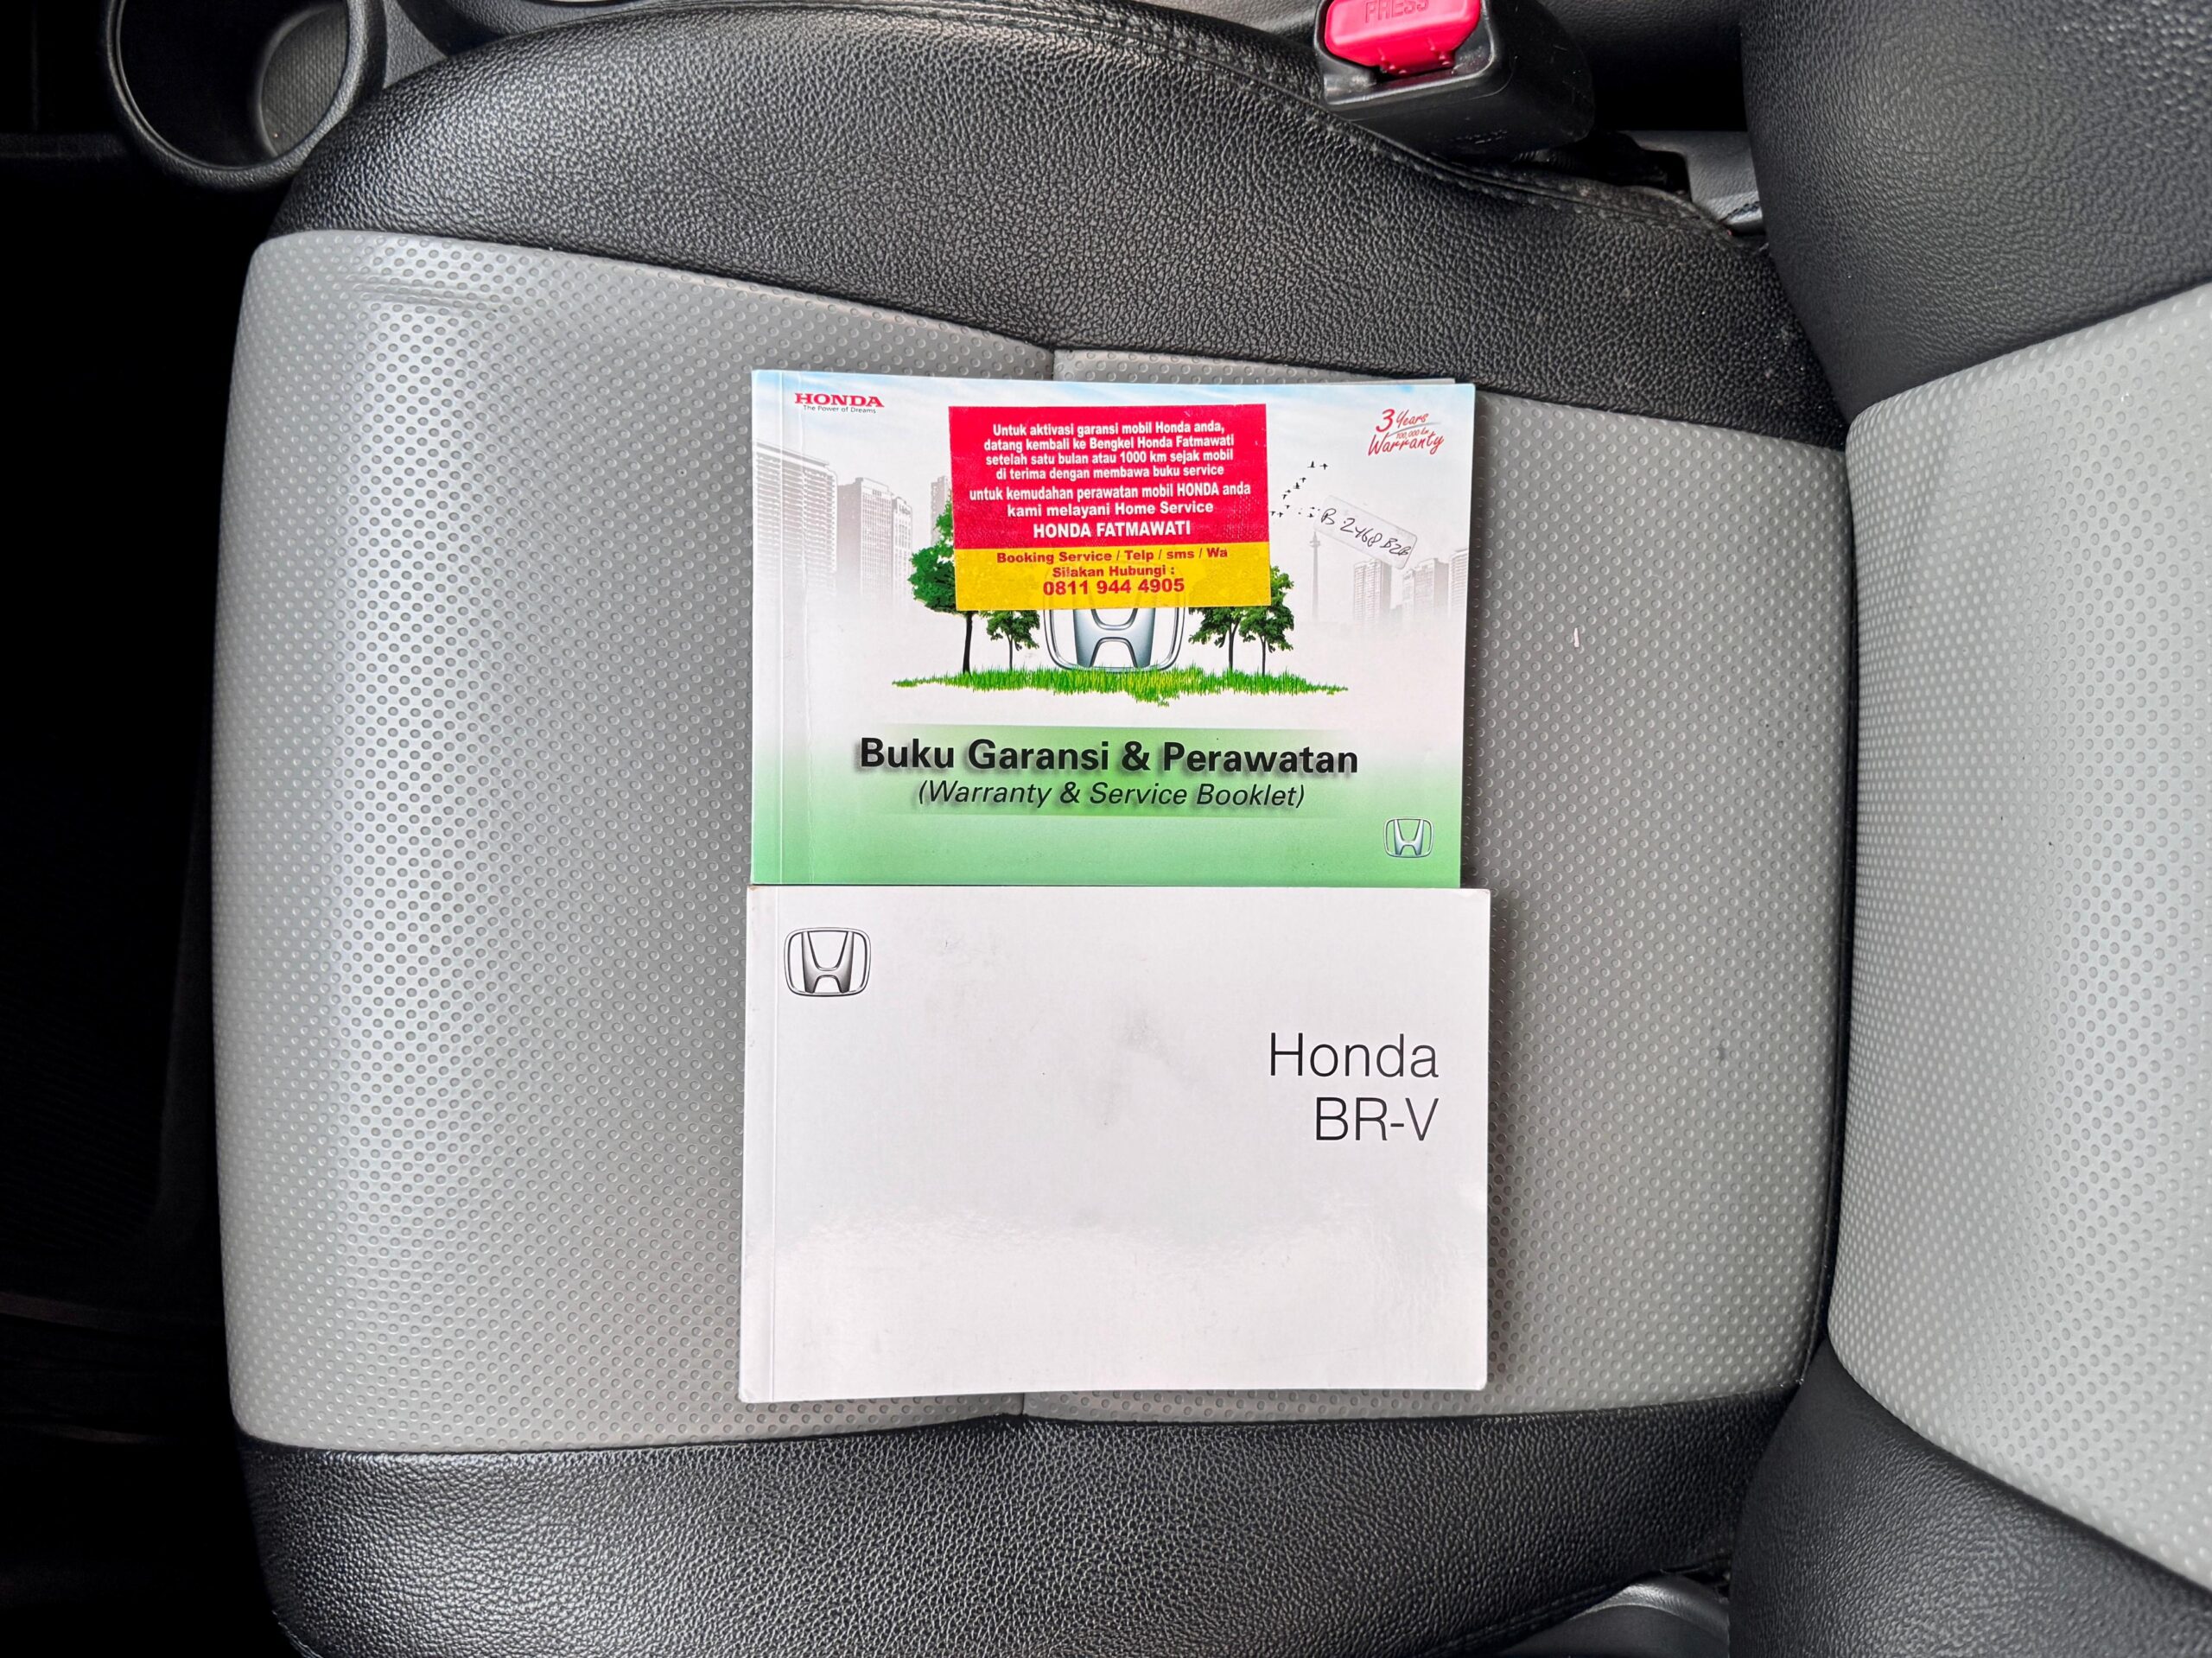 PRESS
HONDA
The Power of Dreams
Untuk aktivasi garansi mobil Honda anda,
datang kembali ke Bengkel Honda Fatmawati
setelah satu bulan atau 1000 km sejak mobil
di terima dengan membawa buku service
untuk kemudahan perawatan mobil HONDA anda
kami melayani Home Service
HONDA FATMAWATI
Booking Service / Telp / sms / Wa
Silakan Hubungi :
0811 944 4905
3 Years
100,000 km
Warranty
B 2468 BZB
Buku Garansi & Perawatan
(Warranty & Service Booklet)
Honda
BR-V